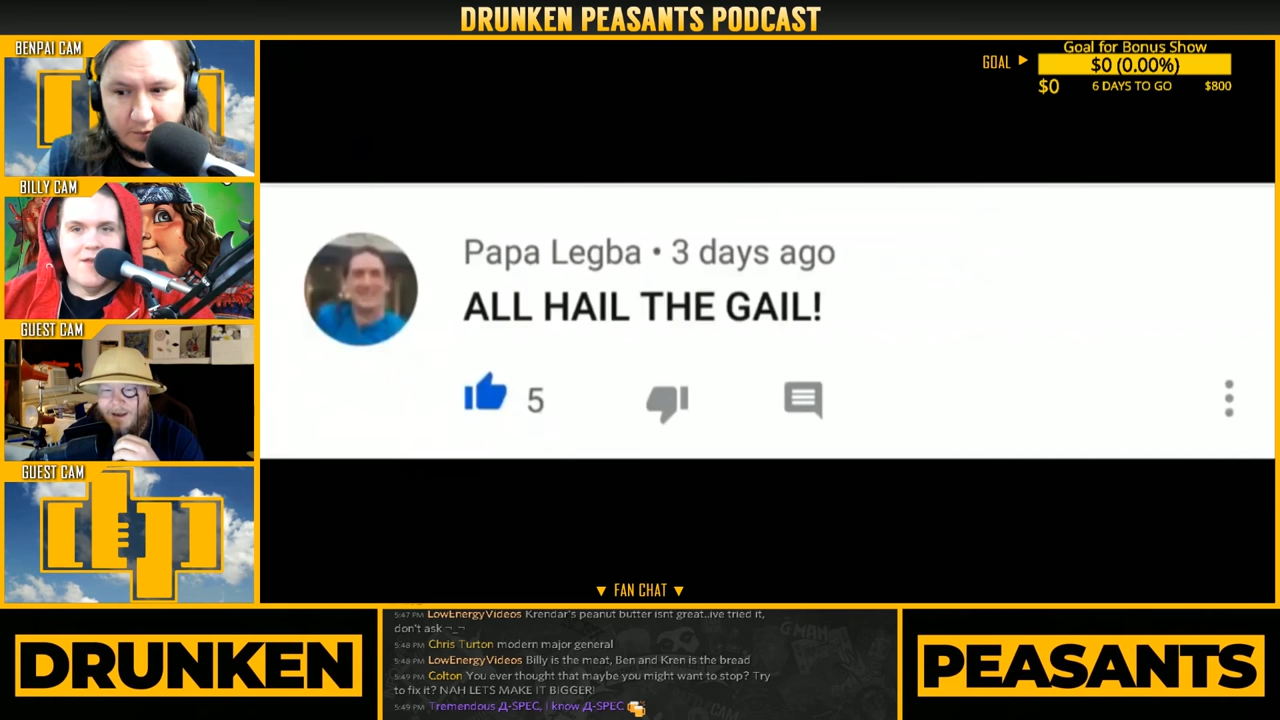 DRUNKEN PEASANTS PODCAST
BENPAI CAM
BILLY CAM
GUEST CAM
GUEST CAM
GOAL ▶
Goal for Bonus Show
$0 (0.00%)
$0 6 DAYS TO GO $800
Papa Legba • 3 days ago
ALL HAIL THE GAIL!
5
▼ FAN CHAT ▼
5:47 PM LowEnergyVideos Krendar's peanut butter isnt great..ive tried it,
don't ask ¬_¬
5:48 PM Chris Turton modern major general
5:48 PM LowEnergyVideos Billy is the meat, Ben and Kren is the bread
5:49 PM Colton You ever thought that maybe you might want to stop? Try
to fix it? NAH LETS MAKE IT BIGGER!
5:49 PM Tremendous Д-SPEC, I know Д-SPEC
DRUNKEN
PEASANTS